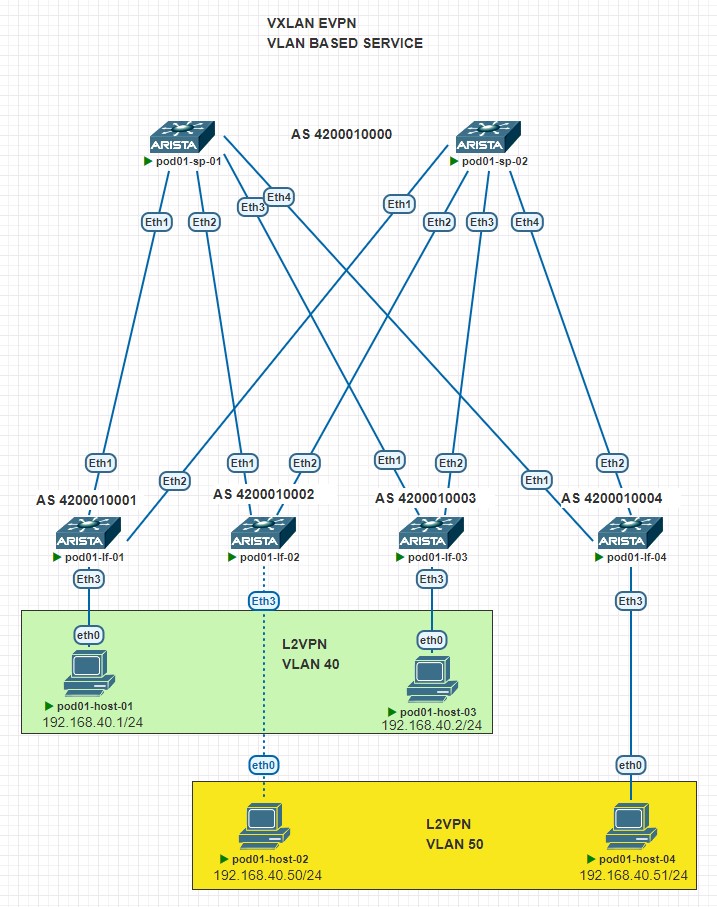 VXLAN EVPN
VLAN BASED SERVICE
AS 4200010000
ARISTA
ARISTA
pod01-sp-01
pod01-sp-02
Eth1
Eth2
Eth3
Eth4
Eth1
Eth2
Eth3
Eth4
Eth1
Eth2
Eth1
Eth2
Eth1
Eth2
Eth1
Eth2
AS 4200010001
AS 4200010002
AS 4200010003
AS 4200010004
ARISTA
ARISTA
ARISTA
ARISTA
pod01-lf-01
pod01-lf-02
pod01-lf-03
pod01-lf-04
Eth3
Eth3
Eth3
Eth3
eth0
eth0
L2VPN
VLAN 40
pod01-host-01
192.168.40.1/24
pod01-host-03
192.168.40.2/24
eth0
eth0
L2VPN
VLAN 50
pod01-host-02
192.168.40.50/24
pod01-host-04
192.168.40.51/24